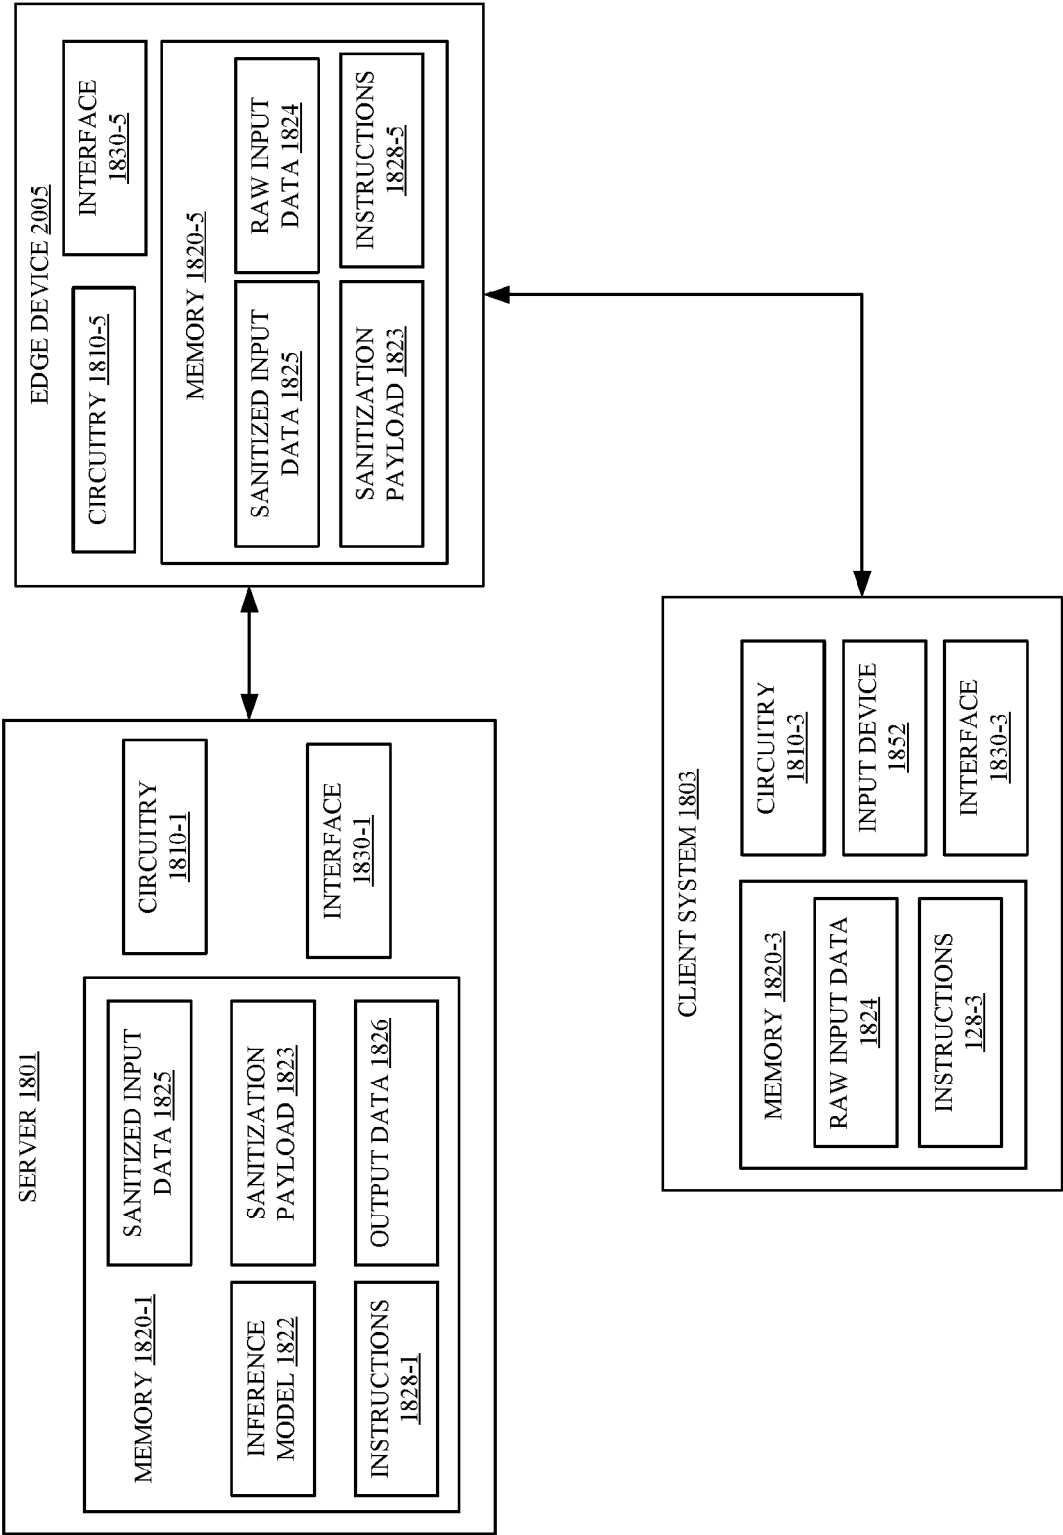 SERVER 1801
MEMORY 1820-1
SANITIZED INPUT
DATA 1825
INFERENCE
MODEL 1822
SANITIZATION
PAYLOAD 1823
INSTRUCTIONS
1828-1
OUTPUT DATA 1826
CIRCUITRY
1810-1
INTERFACE
1830-1
EDGE DEVICE 2005
CIRCUITRY 1810-5
INTERFACE
1830-5
MEMORY 1820-5
SANITIZED INPUT
DATA 1825
RAW INPUT
DATA 1824
SANITIZATION
PAYLOAD 1823
INSTRUCTIONS
1828-5
CLIENT SYSTEM 1803
MEMORY 1820-3
RAW INPUT DATA
1824
INSTRUCTIONS
128-3
CIRCUITRY
1810-3
INPUT DEVICE
1852
INTERFACE
1830-3